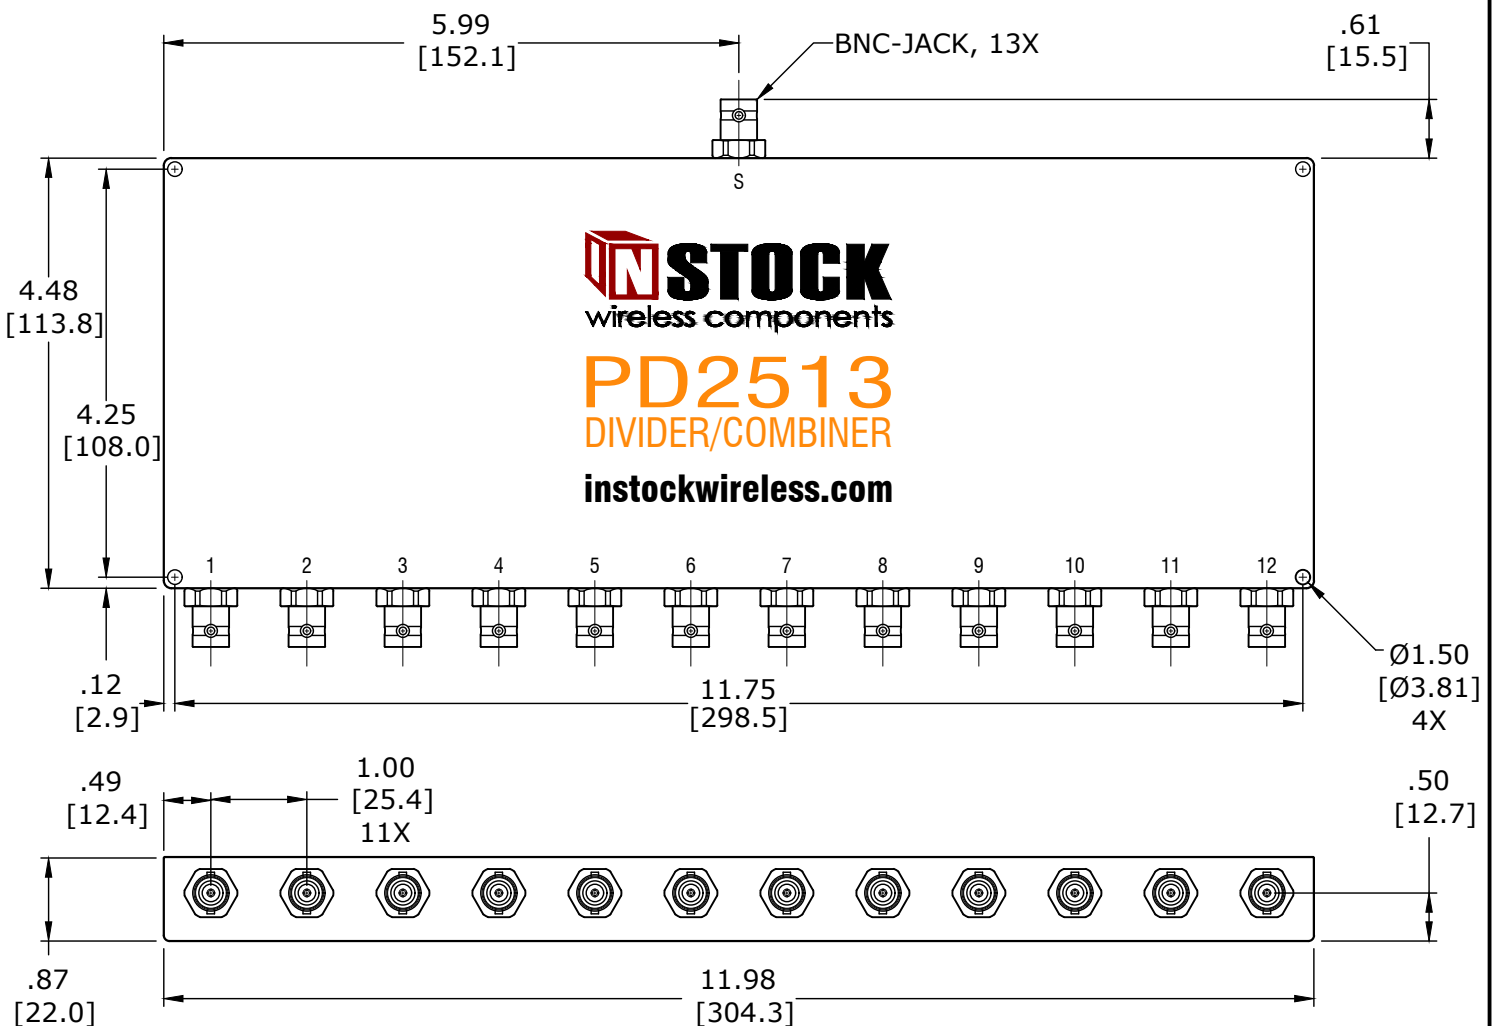 5.99
[152.1]
BNC-JACK, 13X
.61
[15.5]
S
4.48
[113.8]
4.25
[108.0]
INSTOCK
wireless components
PD2513
DIVIDER/COMBINER
instockwireless.com
1 2 3 4 5 6 7 8 9 10 11 12
.12
[2.9]
11.75
[298.5]
Ø1.50
[Ø3.81]
4X
.49
[12.4]
1.00
[25.4]
11X
.50
[12.7]
.87
[22.0]
11.98
[304.3]